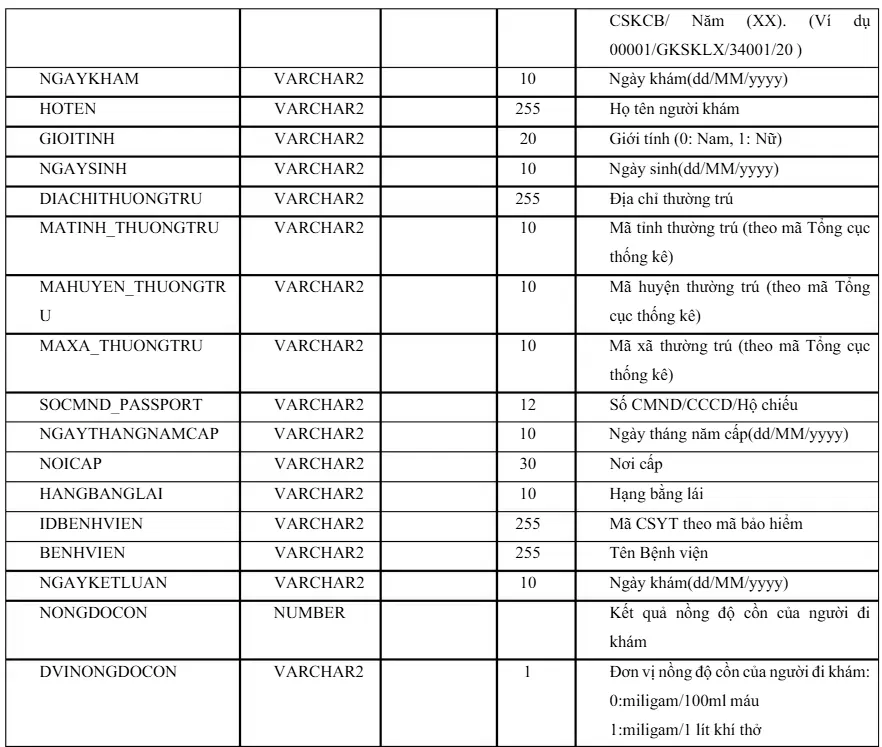 CSKCB/ Năm (XX). (Ví dụ
00001/GKSKLX/34001/20 )
NGAYKHAM VARCHAR2 10 Ngày khám(dd/MM/yyyy)
HOTEN VARCHAR2 255 Họ tên người khám
GIOITINH VARCHAR2 20 Giới tính (0: Nam, 1: Nữ)
NGAYSINH VARCHAR2 10 Ngày sinh(dd/MM/yyyy)
DIACHITHUONGTRU VARCHAR2 255 Địa chỉ thường trú
MATINH_THUONGTRU VARCHAR2 10 Mã tỉnh thường trú (theo mã Tổng cục
thống kê)
MAHUYEN_THUONGTR VARCHAR2 10 Mã huyện thường trú (theo mã Tổng
U cục thống kê)
MAXA_THUONGTRU VARCHAR2 10 Mã xã thường trú (theo mã Tổng cục
thống kê)
SOCMND_PASSPORT VARCHAR2 12 Số CMND/CCCD/Hộ chiếu
NGAYTHANGNAMCAP VARCHAR2 10 Ngày tháng năm cấp(dd/MM/yyyy)
NOICAP VARCHAR2 30 Nơi cấp
HANGBANGLAI VARCHAR2 10 Hạng bằng lái
IDBENHVIEN VARCHAR2 255 Mã CSYT theo mã bảo hiểm
BENHVIEN VARCHAR2 255 Tên Bệnh viện
NGAYKETLUAN VARCHAR2 10 Ngày khám(dd/MM/yyyy)
NONGDOCON NUMBER Kết quả nồng độ cồn của người đi
khám
DVINONGDOCON VARCHAR2 1 Đơn vị nồng độ cồn của người đi khám:
0:miligam/100ml máu
1:miligam/1 lít khí thở